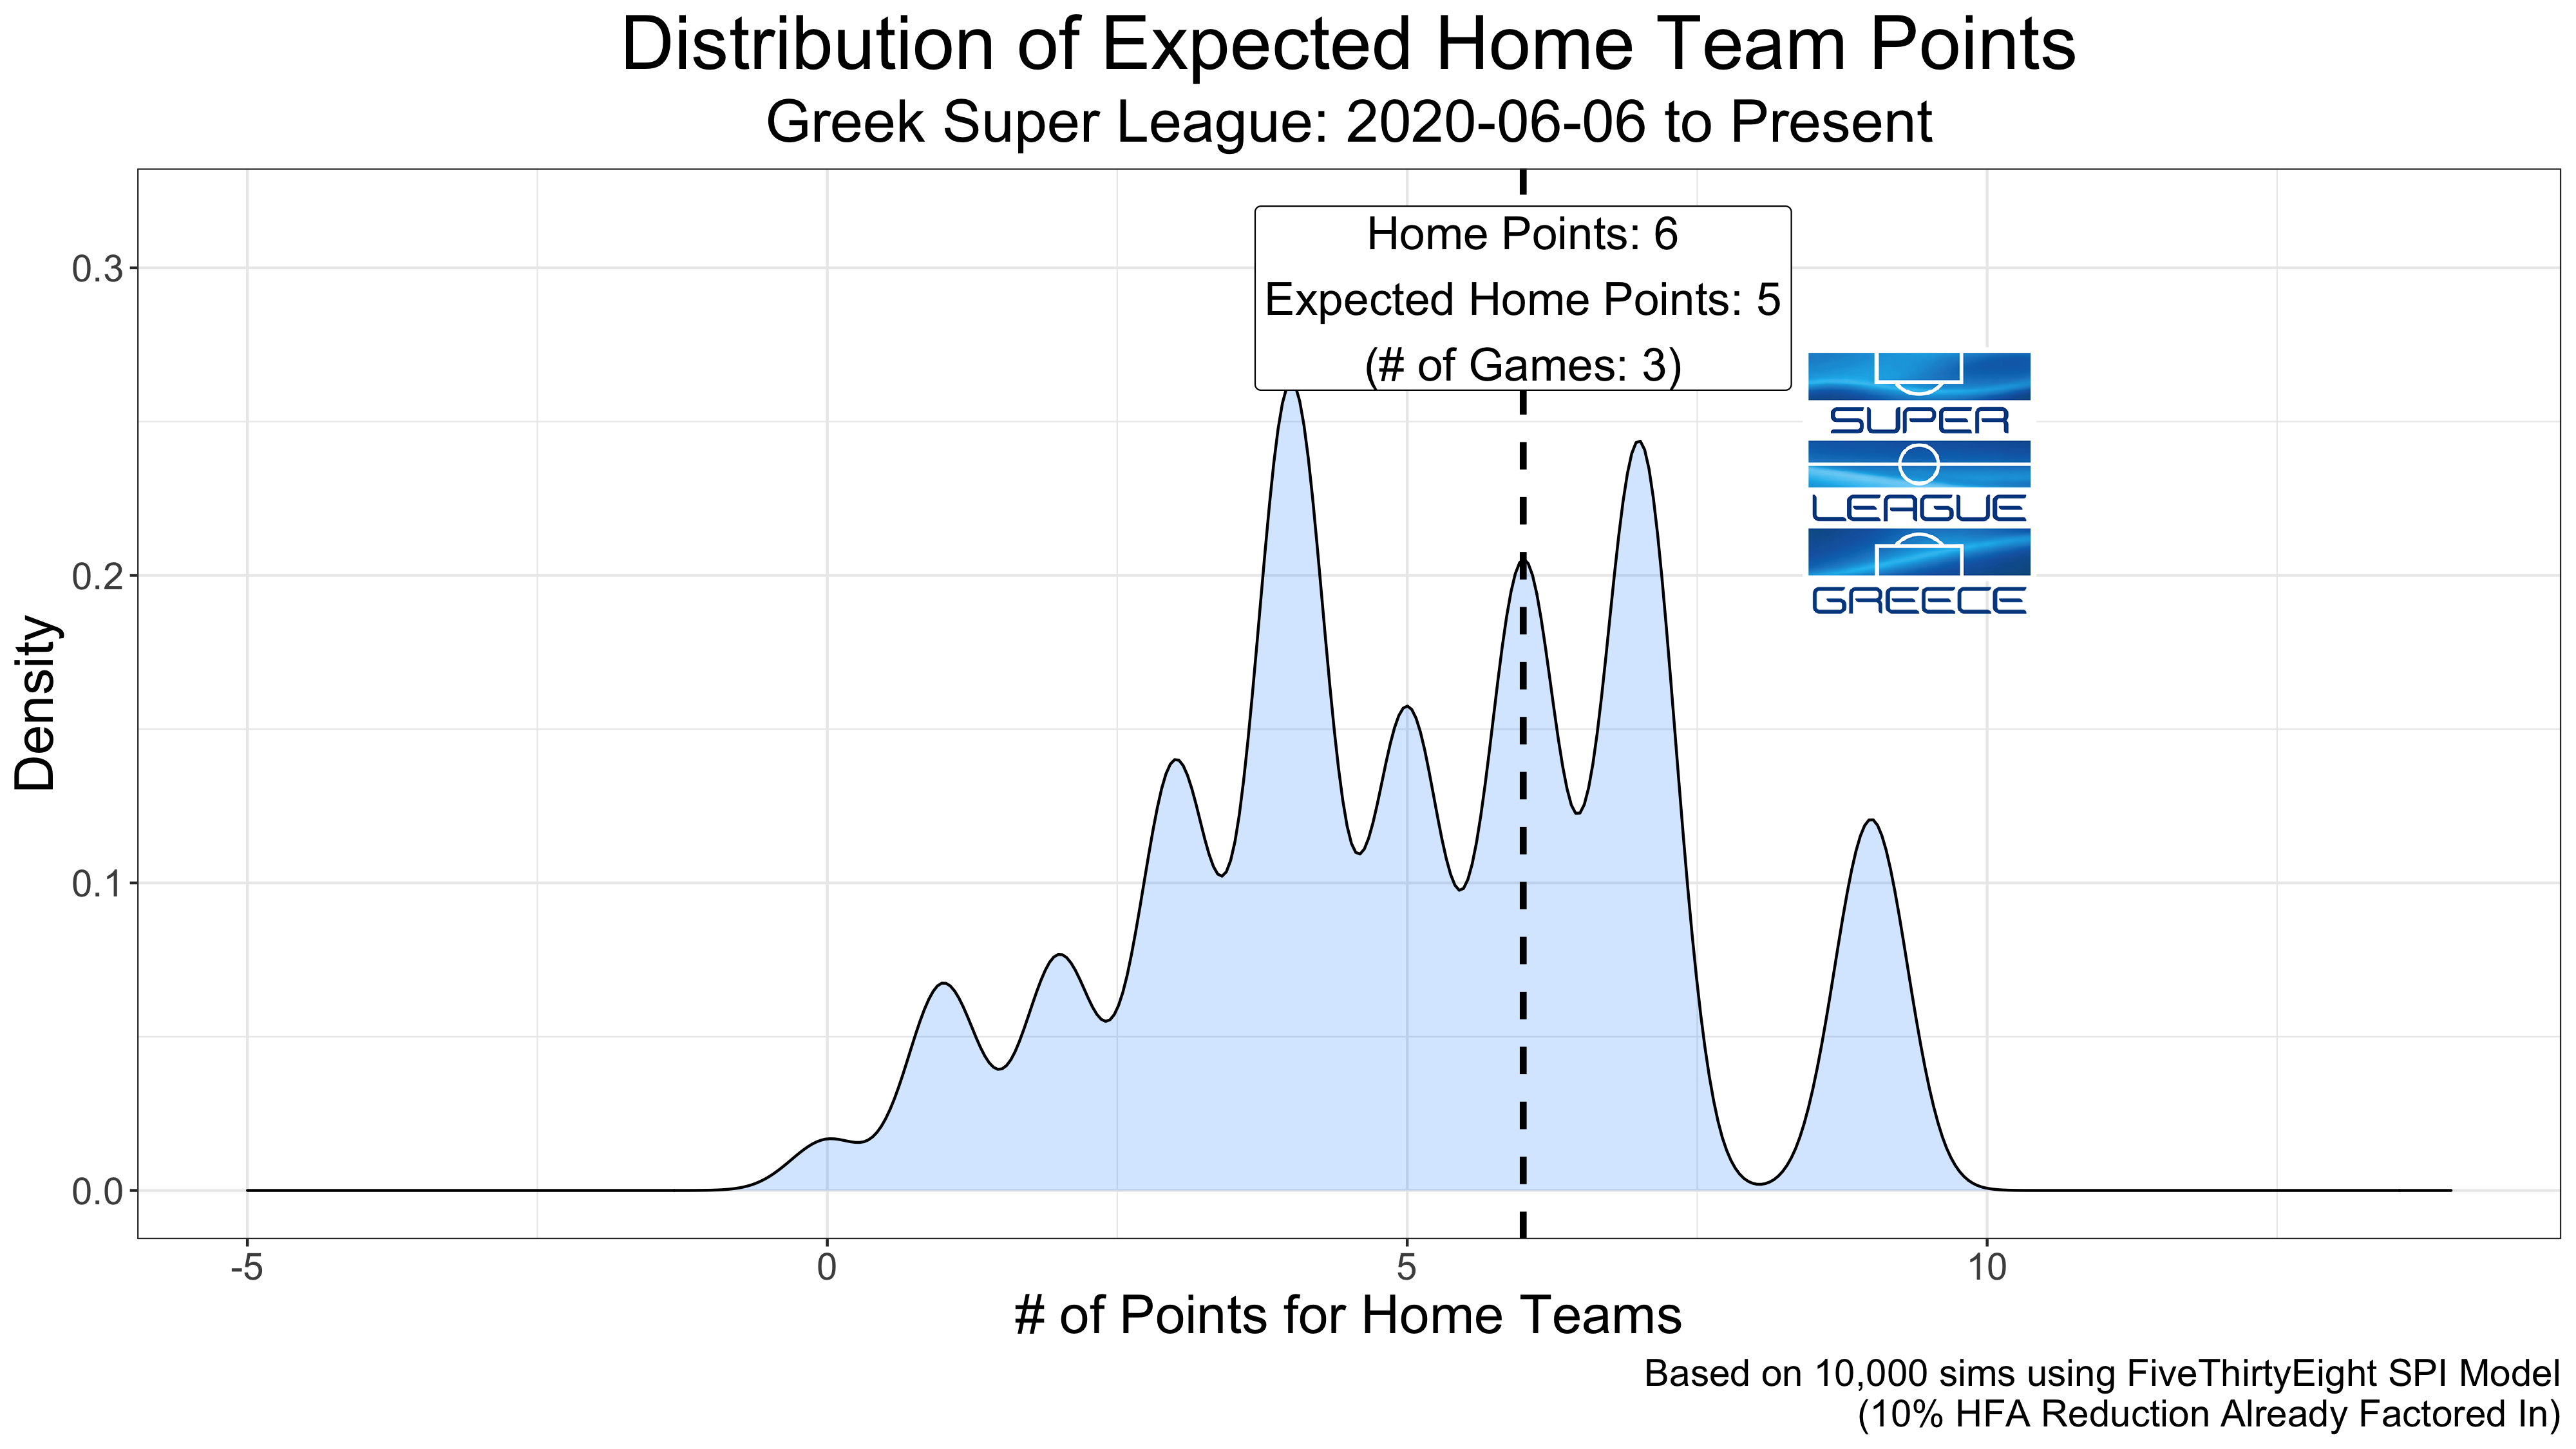 Distribution of Expected Home Team Points
Greek Super League: 2020-06-06 to Present
Home Points: 6
Expected Home Points: 5
(# of Games: 3)
SUPER
LEAGUE
GREECE
Density
0.3
0.2
0.1
0.0
-5
0
5
10
# of Points for Home Teams
Based on 10,000 sims using FiveThirtyEight SPI Model
(10% HFA Reduction Already Factored In)